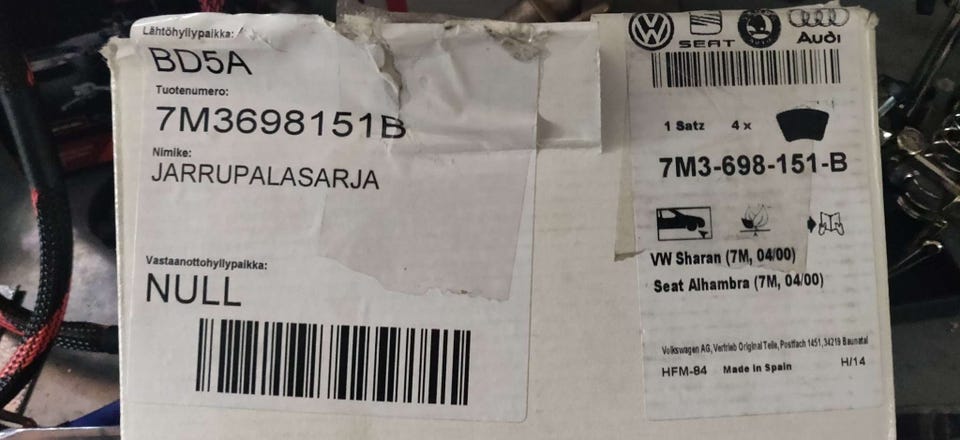 Lähtöhyllypaikka:
BD5A
Tuotenumero:
7M3698151B
Nimike:
JARRUPALASARJA
Vastaanottohyllypaikka:
NULL
SEAT
Audi
1 Satz 4 x
7M3-698-151-B
VW Sharan (7M, 04/00)
Seat Alhambra (7M, 04/00)
Volkswagen AG, Vertrieb Original Teile, Postfach 1451, 34219 Baunatal
HFM-84 Made in Spain H/14